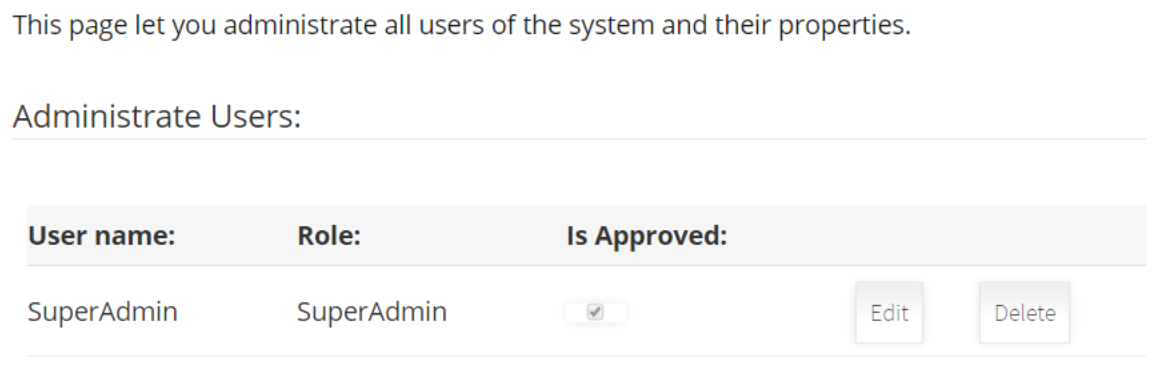 This page let you administrate all users of the system and their properties.
Administrate Users:
User name: Role: Is Approved:
SuperAdmin SuperAdmin Edit Delete